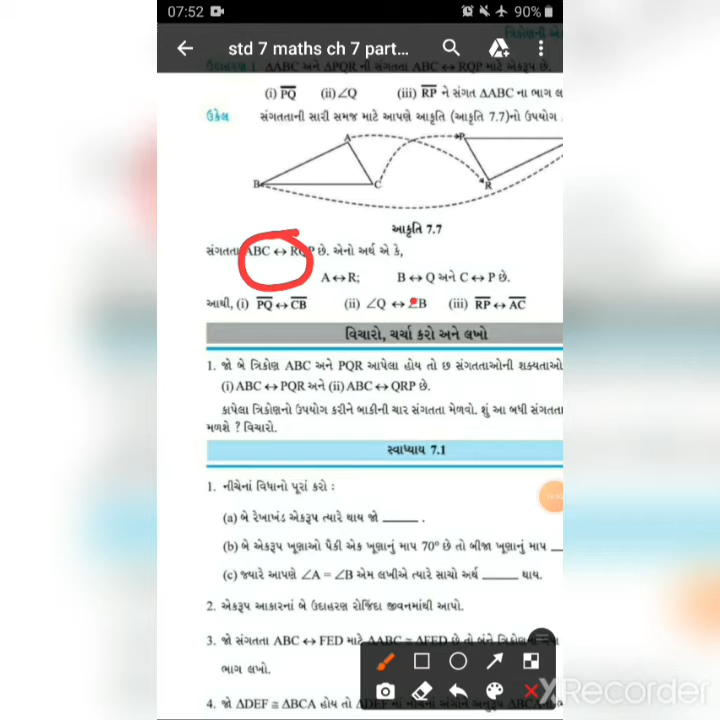 07:52
90%
std 7 maths ch 7 part...
ઉદાહરણ 1 ΔABC અને ΔPQR ની સંગતતા ABC ↔ RQP માટે એકરૂપ છે.
(i) PQ (ii) ∠Q (iii) RP ને સંગત ΔABC ના ભાગ લ
ઉકેલ સંગતતાની સારી સમજ માટે આપણે આકૃતિ (આકૃતિ 7.7)નો ઉપયોગ
A P
B C R
આકૃતિ 7.7
સંગતતા ABC ↔ RQP છે. એનો અર્થ એ કે,
A ↔ R; B ↔ Q અને C ↔ P છે.
આથી, (i) PQ ↔ CB (ii) ∠Q ↔ ∠B (iii) RP ↔ AC
વિચારો, ચર્ચા કરો અને લખો
1. જો બે ત્રિકોણ ABC અને PQR આપેલા હોય તો છ સંગતતાઓની શક્યતાઓ
(i) ABC ↔ PQR અને (ii) ABC ↔ QRP છે.
કાપેલા ત્રિકોણનો ઉપયોગ કરીને બાકીની ચાર સંગતતા મેળવો. શું આ બધી સંગતતા
મળશે ? વિચારો.
સ્વાધ્યાય 7.1
1. નીચેનાં વિધાનો પૂરાં કરો :
(a) બે રેખાખંડ એકરૂપ ત્યારે થાય જો ______ .
(b) બે એકરૂપ ખૂણાઓ પૈકી એક ખૂણાનું માપ 70° છે તો બીજા ખૂણાનું માપ __
(c) જ્યારે આપણે ∠A = ∠B એમ લખીએ ત્યારે સાચો અર્થ ______ થાય.
2. એકરૂપ આકારનાં બે ઉદાહરણ રોજિંદા જીવનમાંથી આપો.
3. જો સંગતતા ABC ↔ FED માટે ΔABC ≅ ΔFED છે તો બંને ત્રિકોણના
ભાગ લખો.
4. જો ΔDEF ≅ ΔBCA હોય તો ΔDEF ના
XRecorder